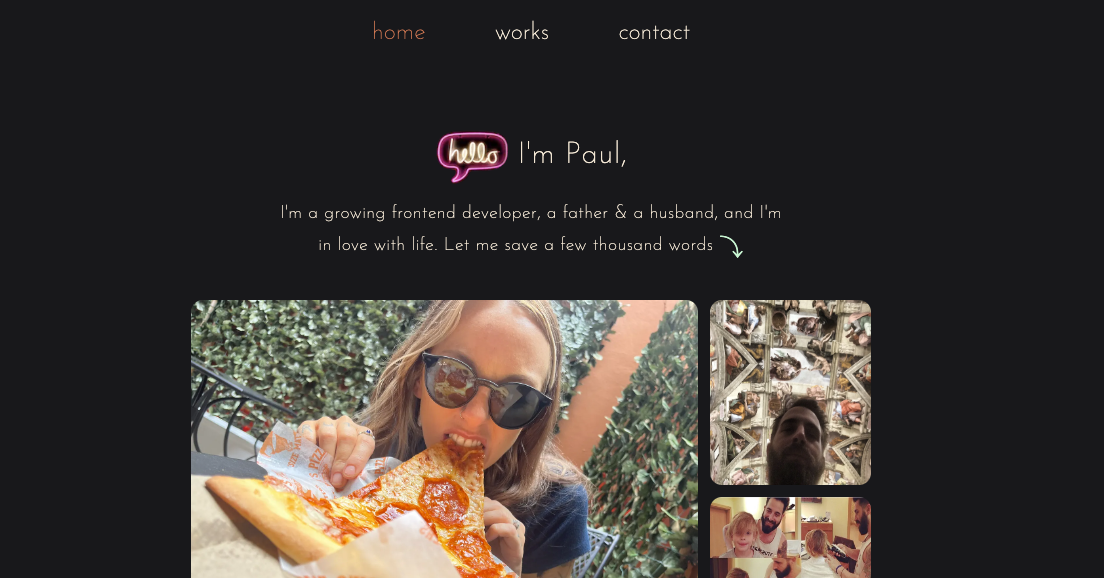 home works contact
hello I'm Paul,
I'm a growing frontend developer, a father & a husband, and I'm
in love with life. Let me save a few thousand words
PIZZ